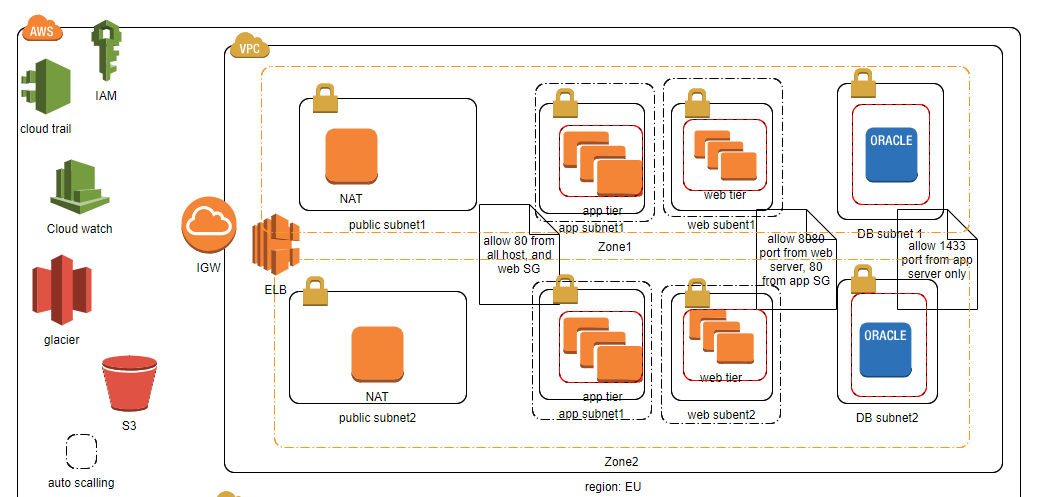 AWS
IAM
cloud trail
Cloud watch
glacier
S3
auto scalling
VPC
IGW
ELB
NAT
public subnet1
app tier
app subnet1
web tier
web subent1
ORACLE
DB subnet 1
allow 80 from
all host, and
web SG
Zone1
allow 8080
port from web
server, 80
from app SG
allow 1433
port from app
server only
NAT
public subnet2
app tier
app subnet1
web tier
web subent2
ORACLE
DB subnet2
Zone2
region: EU